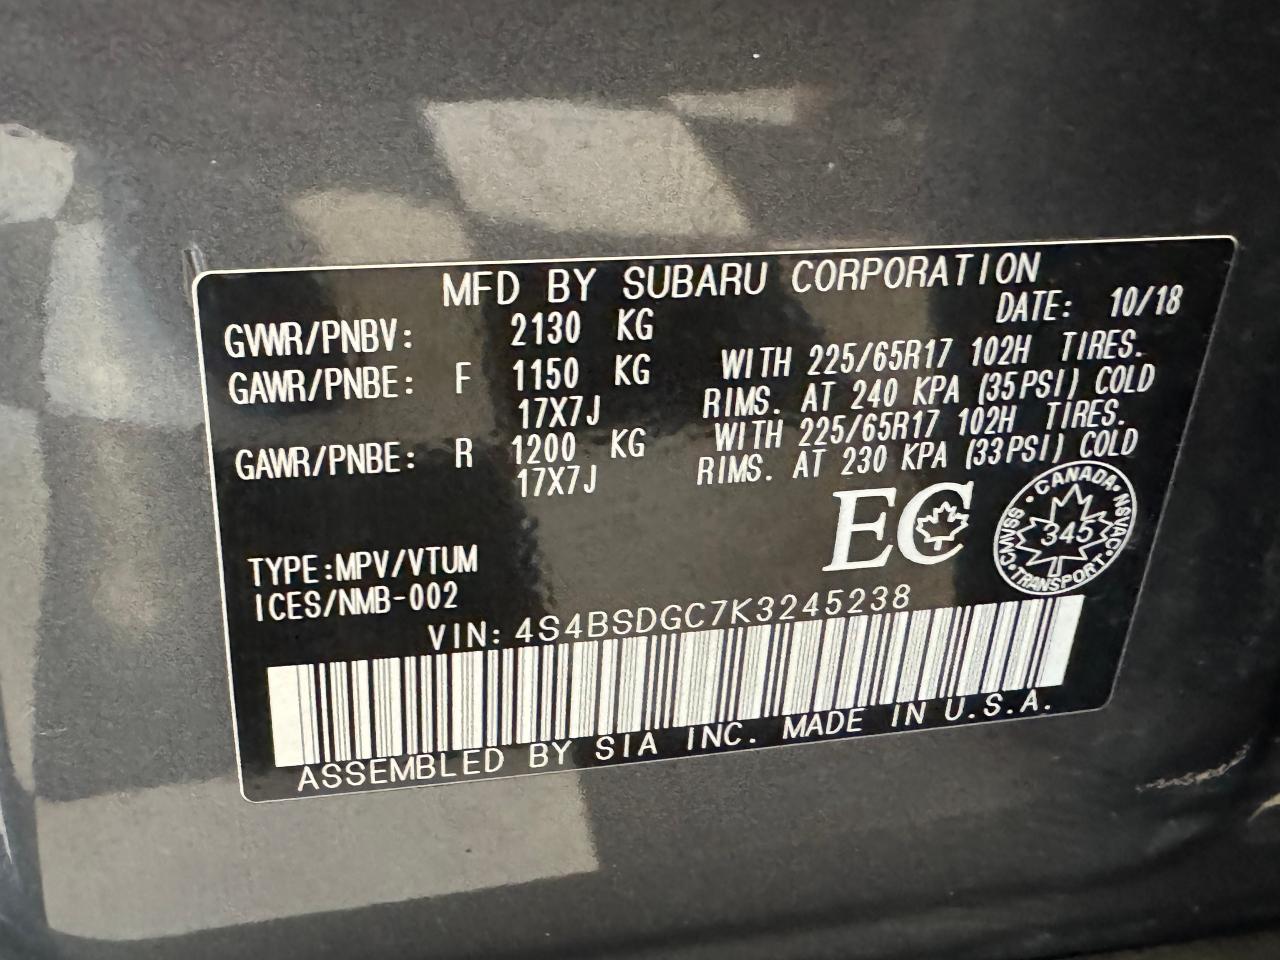 MFD BY SUBARU CORPORATION
DATE: 10/18
GVWR/PNBV: 2130 KG
GAWR/PNBE: F 1150 KG WITH 225/65R17 102H TIRES.
17X7J RIMS. AT 240 KPA (35PSI) COLD
GAWR/PNBE: R 1200 KG WITH 225/65R17 102H TIRES.
17X7J RIMS. AT 230 KPA (33PSI) COLD
EC
CANADA • NSVAC • TRANSPORT • CMVSS •
345
TYPE:MPV/VTUM
ICES/NMB-002
VIN: 4S4BSDGC7K3245238
ASSEMBLED BY SIA INC. MADE IN U.S.A.